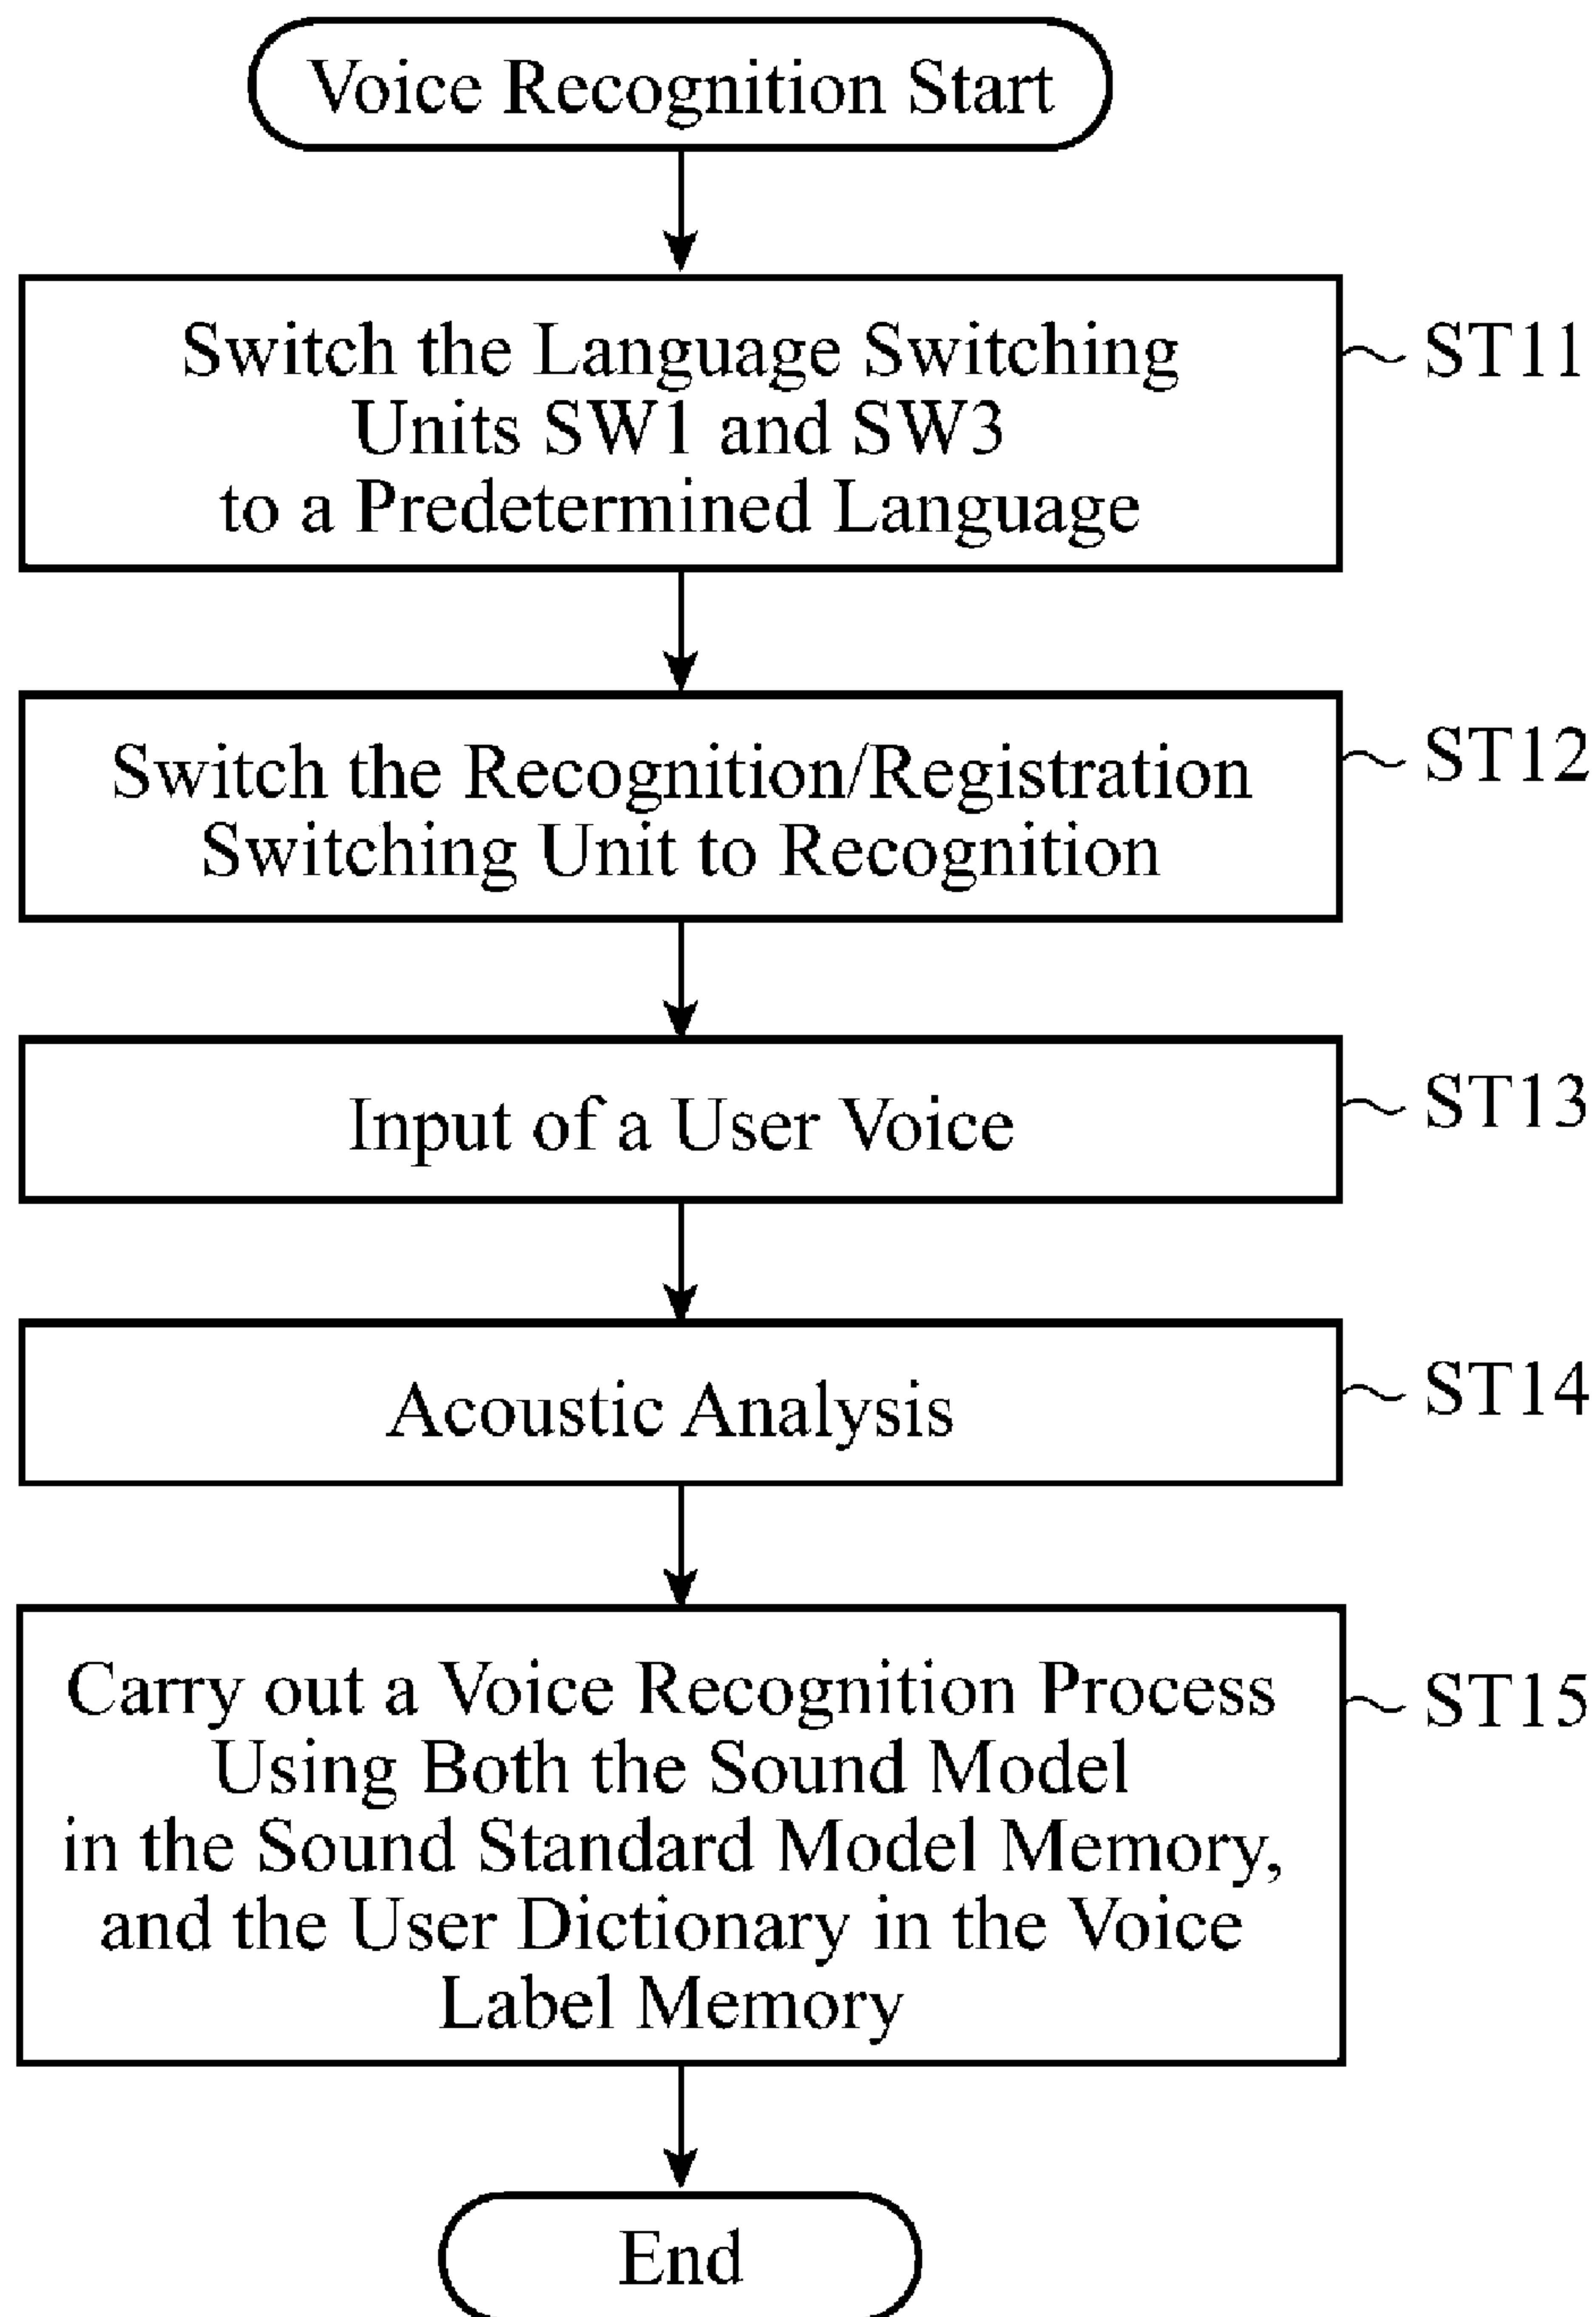 Voice Recognition Start
Switch the Language Switching
Units SW1 and SW3
to a Predetermined Language
ST11
Switch the Recognition/Registration
Switching Unit to Recognition
ST12
Input of a User Voice
ST13
Acoustic Analysis
ST14
Carry out a Voice Recognition Process
Using Both the Sound Model
in the Sound Standard Model Memory,
and the User Dictionary in the Voice
Label Memory
ST15
End